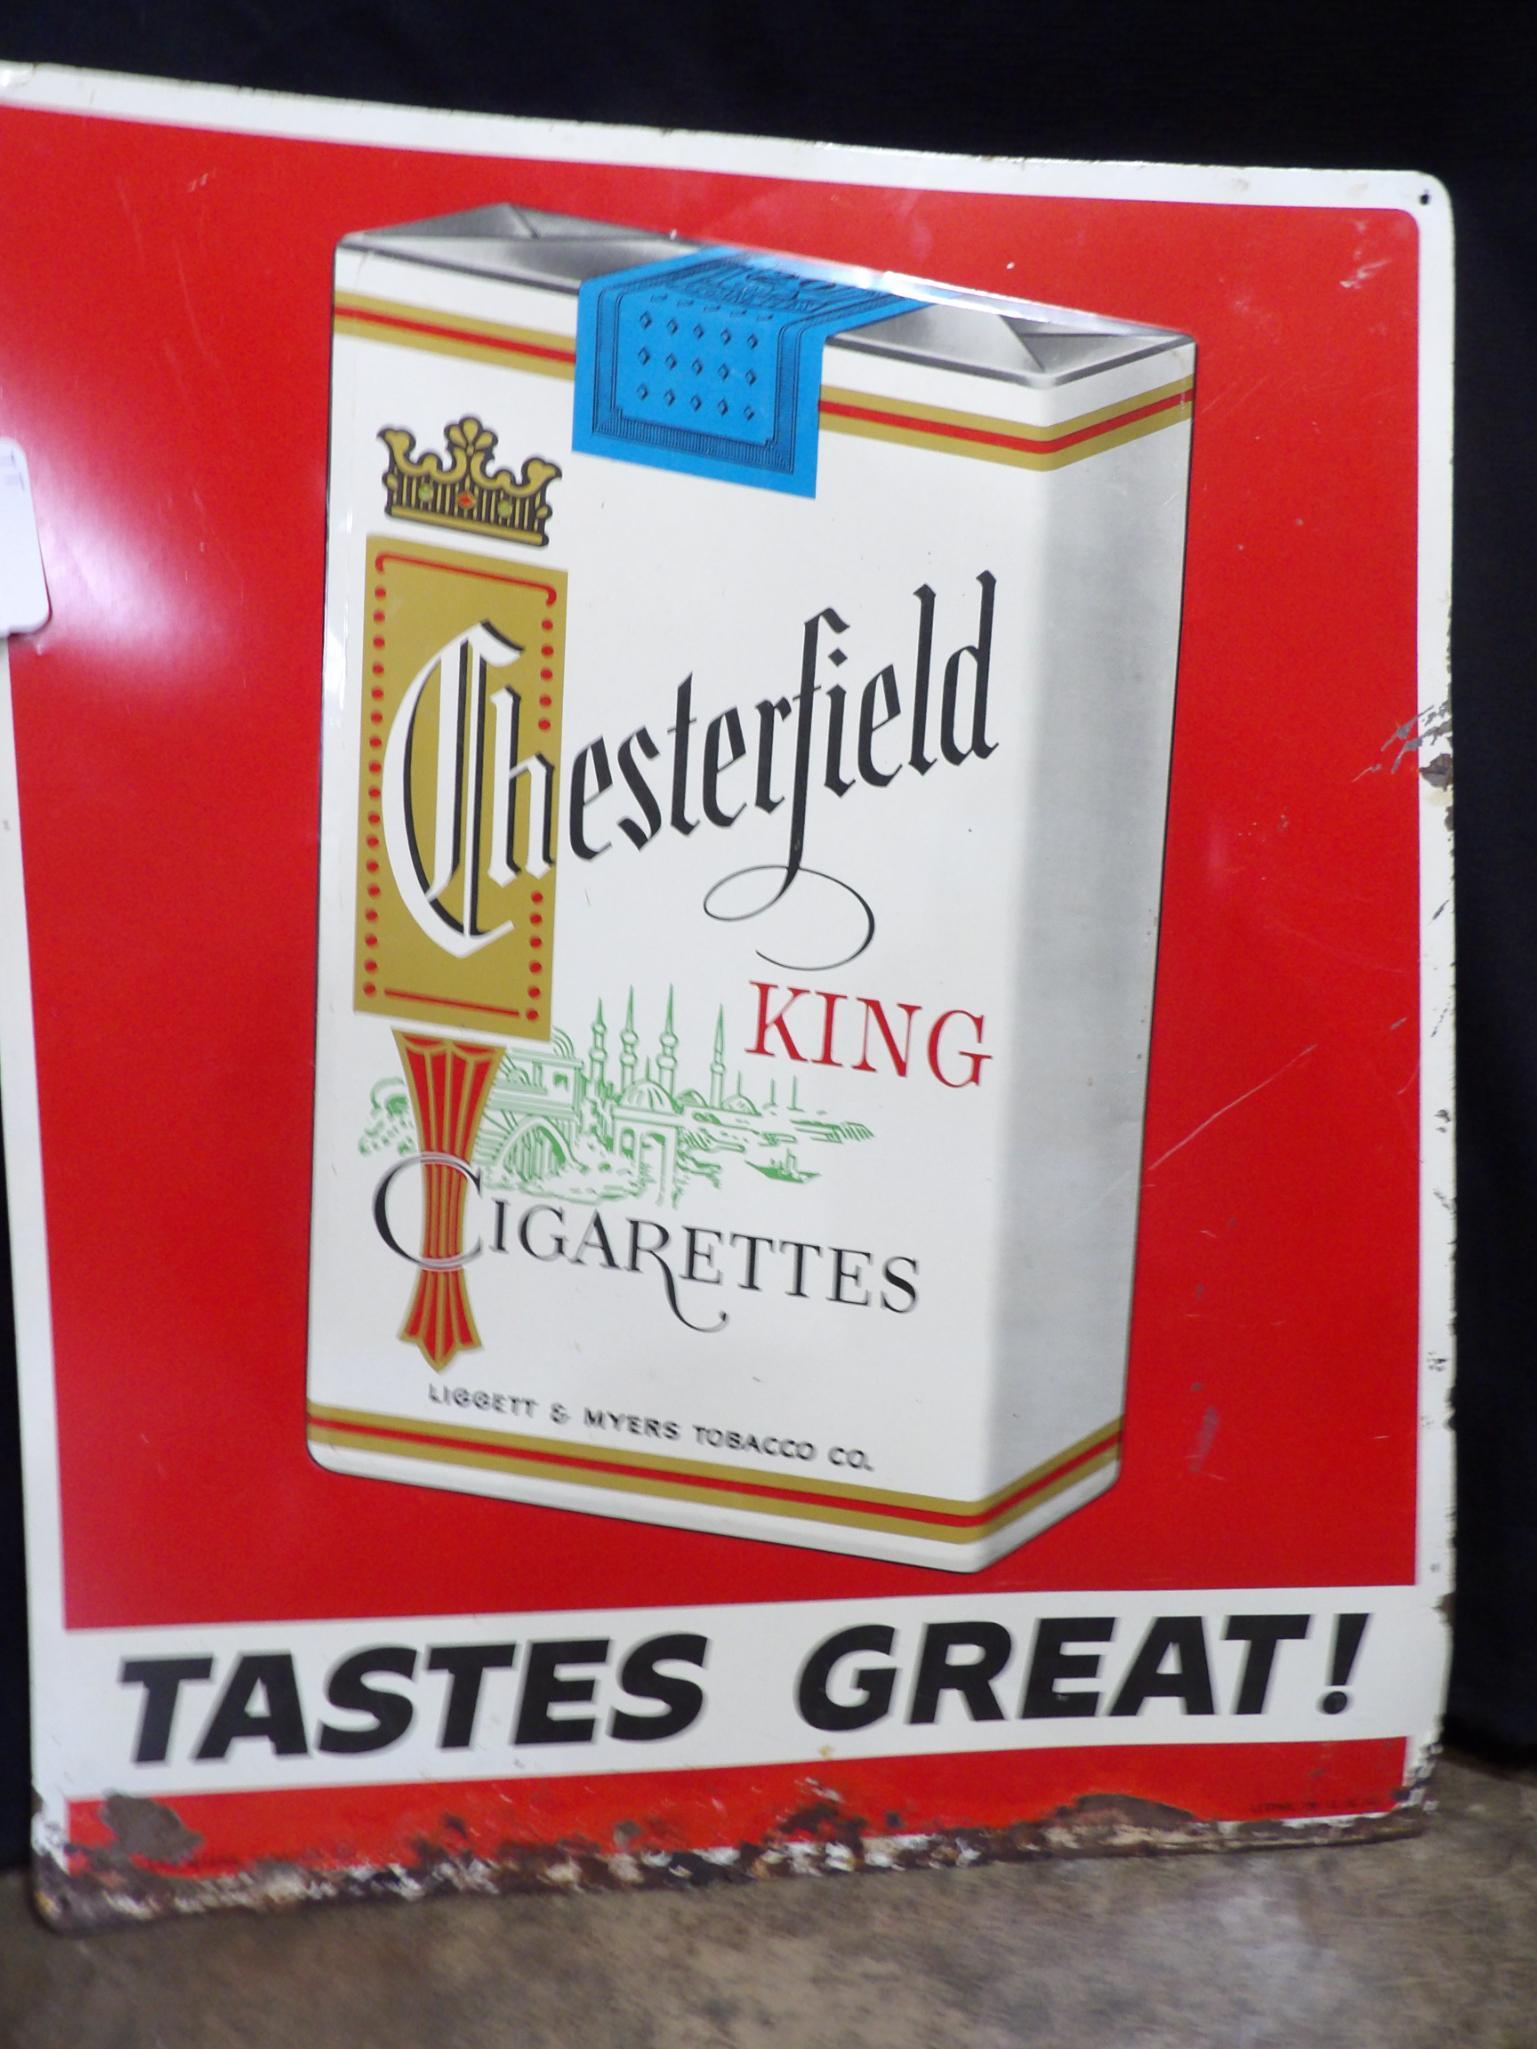 Chesterfield
KING
CIGARETTES
LIGGETT & MYERS TOBACCO CO.
TASTES GREAT!